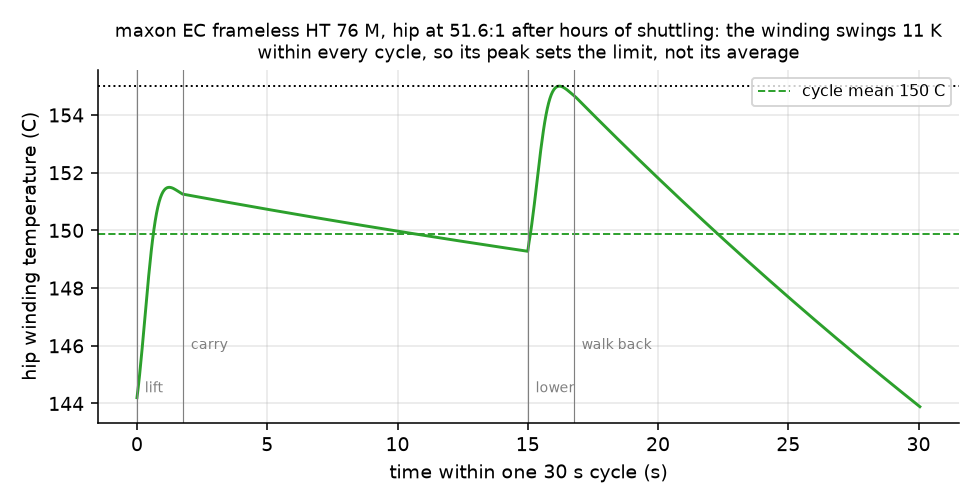 maxon EC frameless HT 76 M, hip at 51.6:1 after hours of shuttling: the winding swings 11 K
within every cycle, so its peak sets the limit, not its average
cycle mean 150 C
hip winding temperature (C)
154
152
150
148
146
144
lift
carry
lower
walk back
0
5
10
15
20
25
30
time within one 30 s cycle (s)